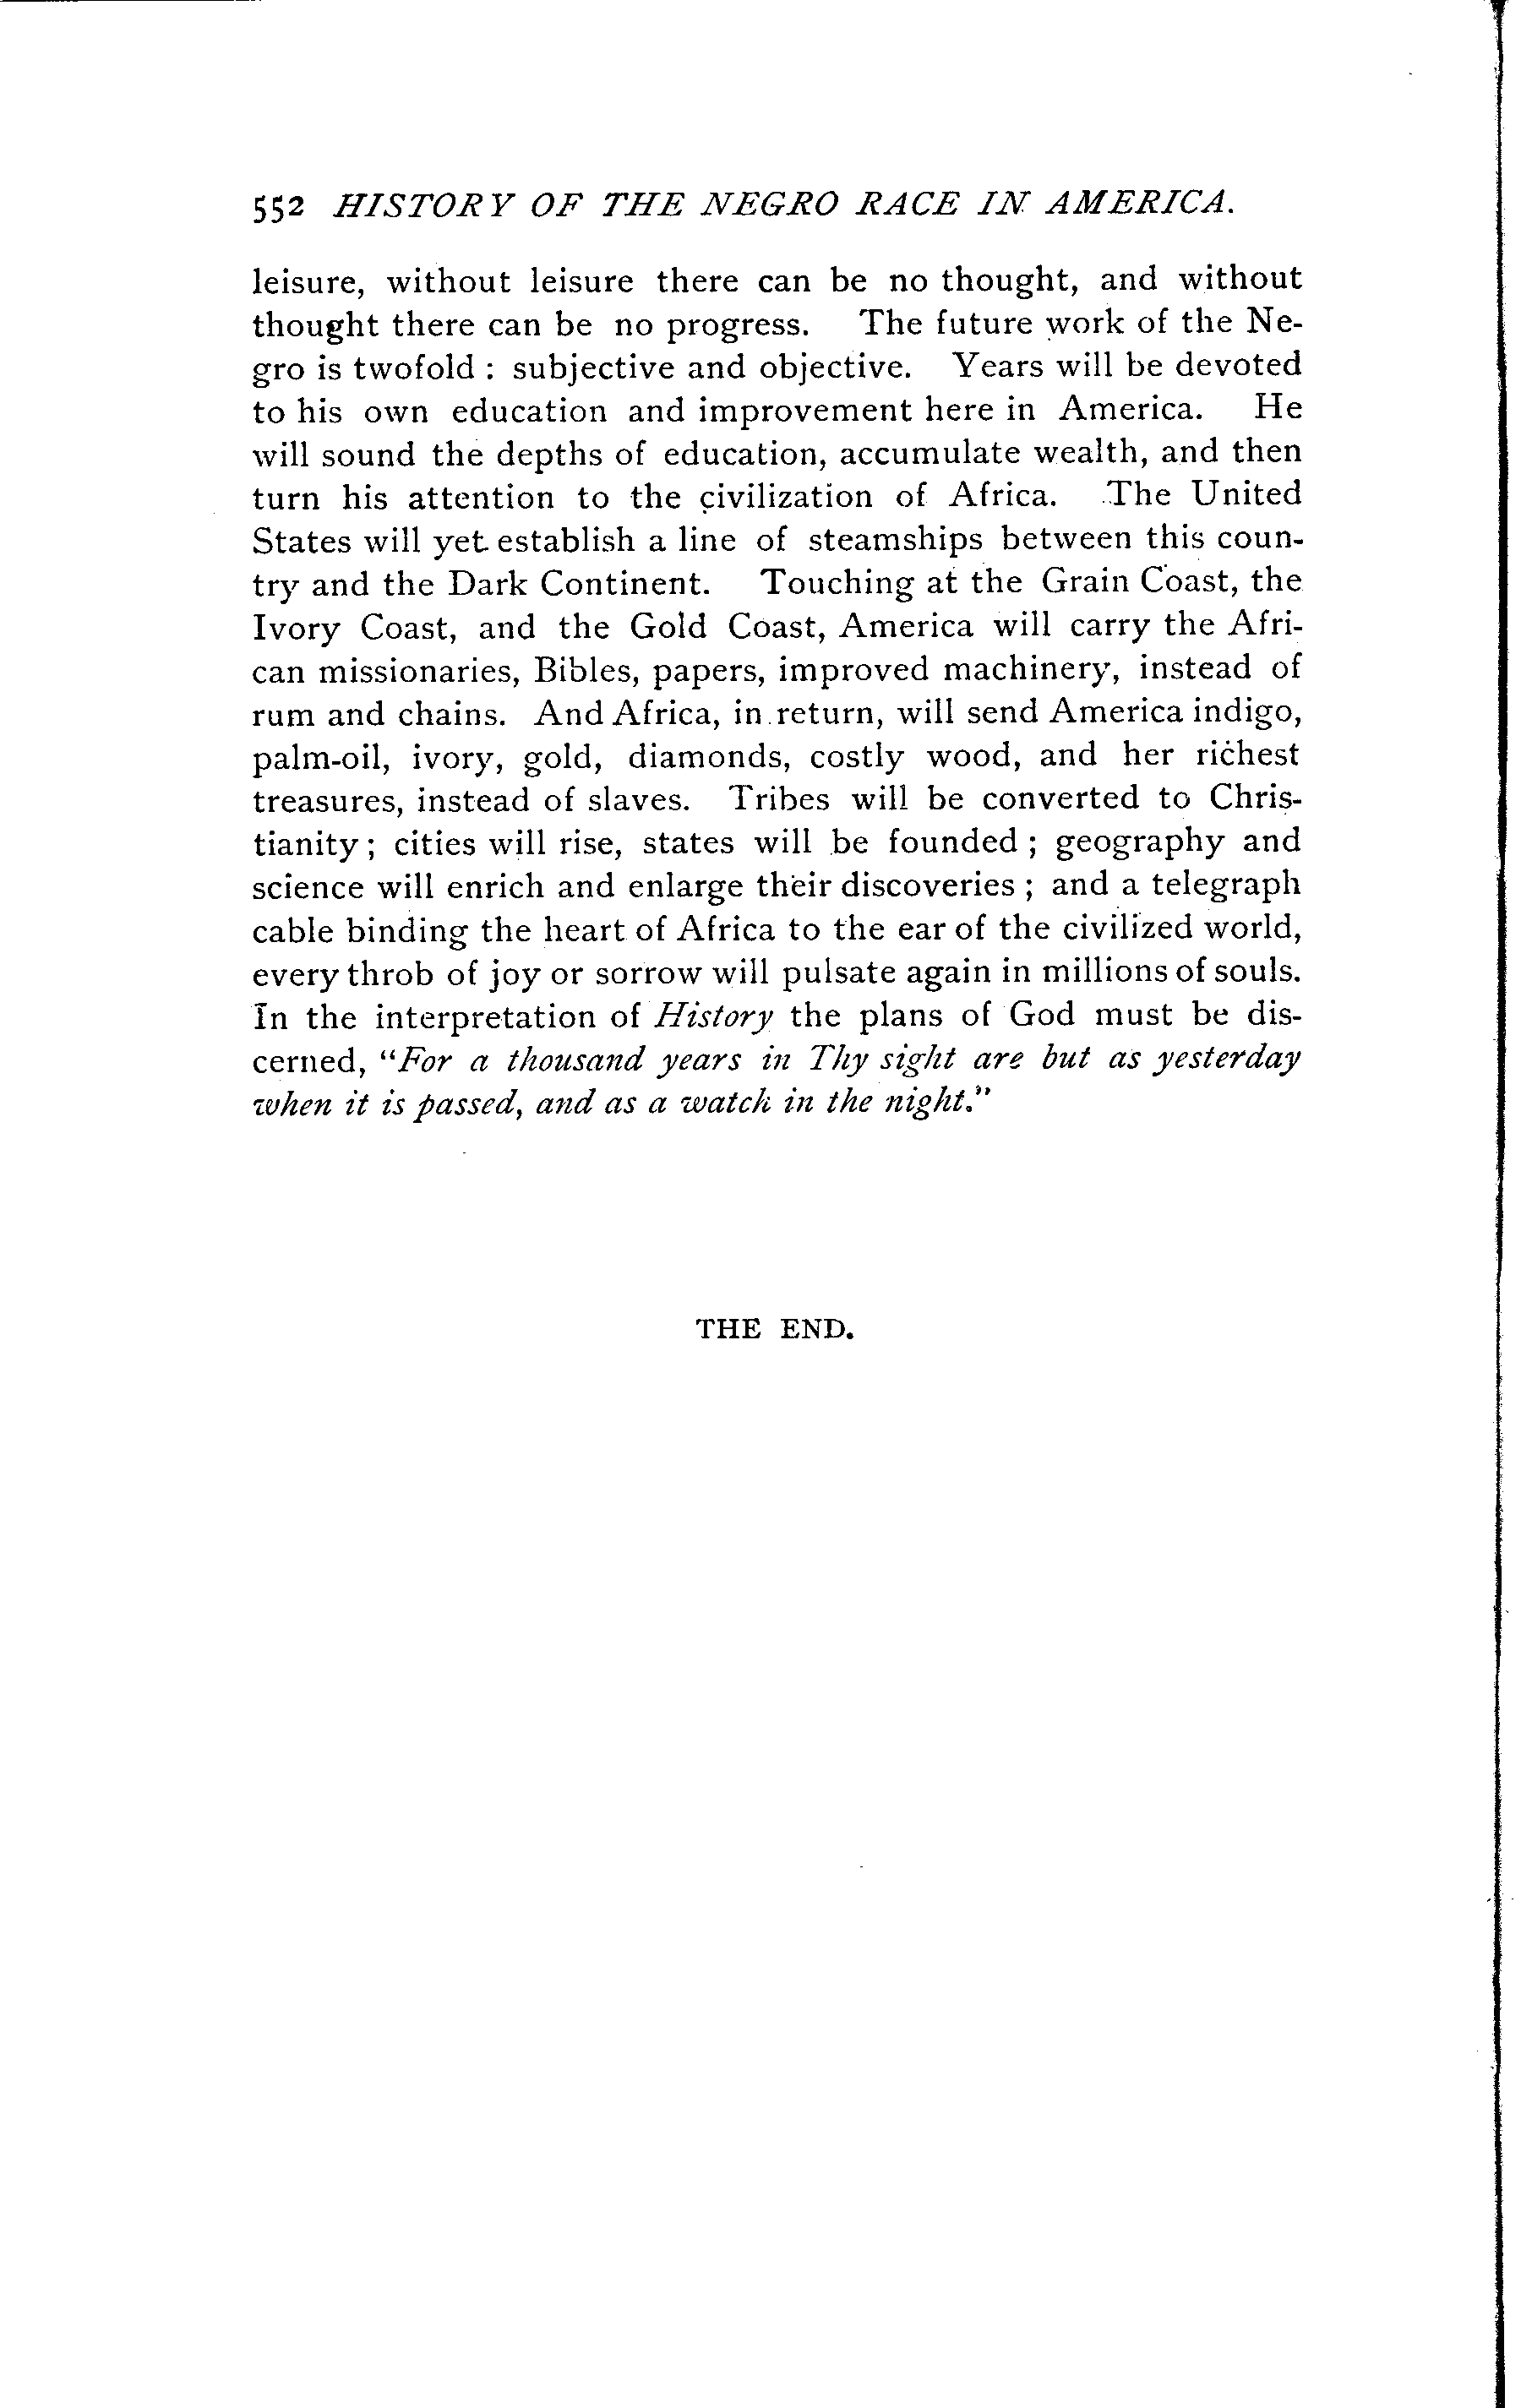 552 HISTORY OF THE NEGRO RACE IN AMERICA.
leisure, without leisure there can be no thought, and without
thought there can be no progress. The future work of the Ne-
gro is twofold : subjective and objective. Years will be devoted
to his own education and improvement here in America. He
will sound the depths of education, accumulate wealth, and then
turn his attention to the civilization of Africa. The United
States will yet establish a line of steamships between this coun-
try and the Dark Continent. Touching at the Grain Coast, the
Ivory Coast, and the Gold Coast, America will carry the Afri-
can missionaries, Bibles, papers, improved machinery, instead of
rum and chains. And Africa, in return, will send America indigo,
palm-oil, ivory, gold, diamonds, costly wood, and her richest
treasures, instead of slaves. Tribes will be converted to Chris-
tianity ; cities will rise, states will be founded ; geography and
science will enrich and enlarge their discoveries ; and a telegraph
cable binding the heart of Africa to the ear of the civilized world,
every throb of joy or sorrow will pulsate again in millions of souls.
In the interpretation of History the plans of God must be dis-
cerned, "For a thousand years in Thy sight are but as yesterday
when it is passed, and as a watch in the night."
THE END.